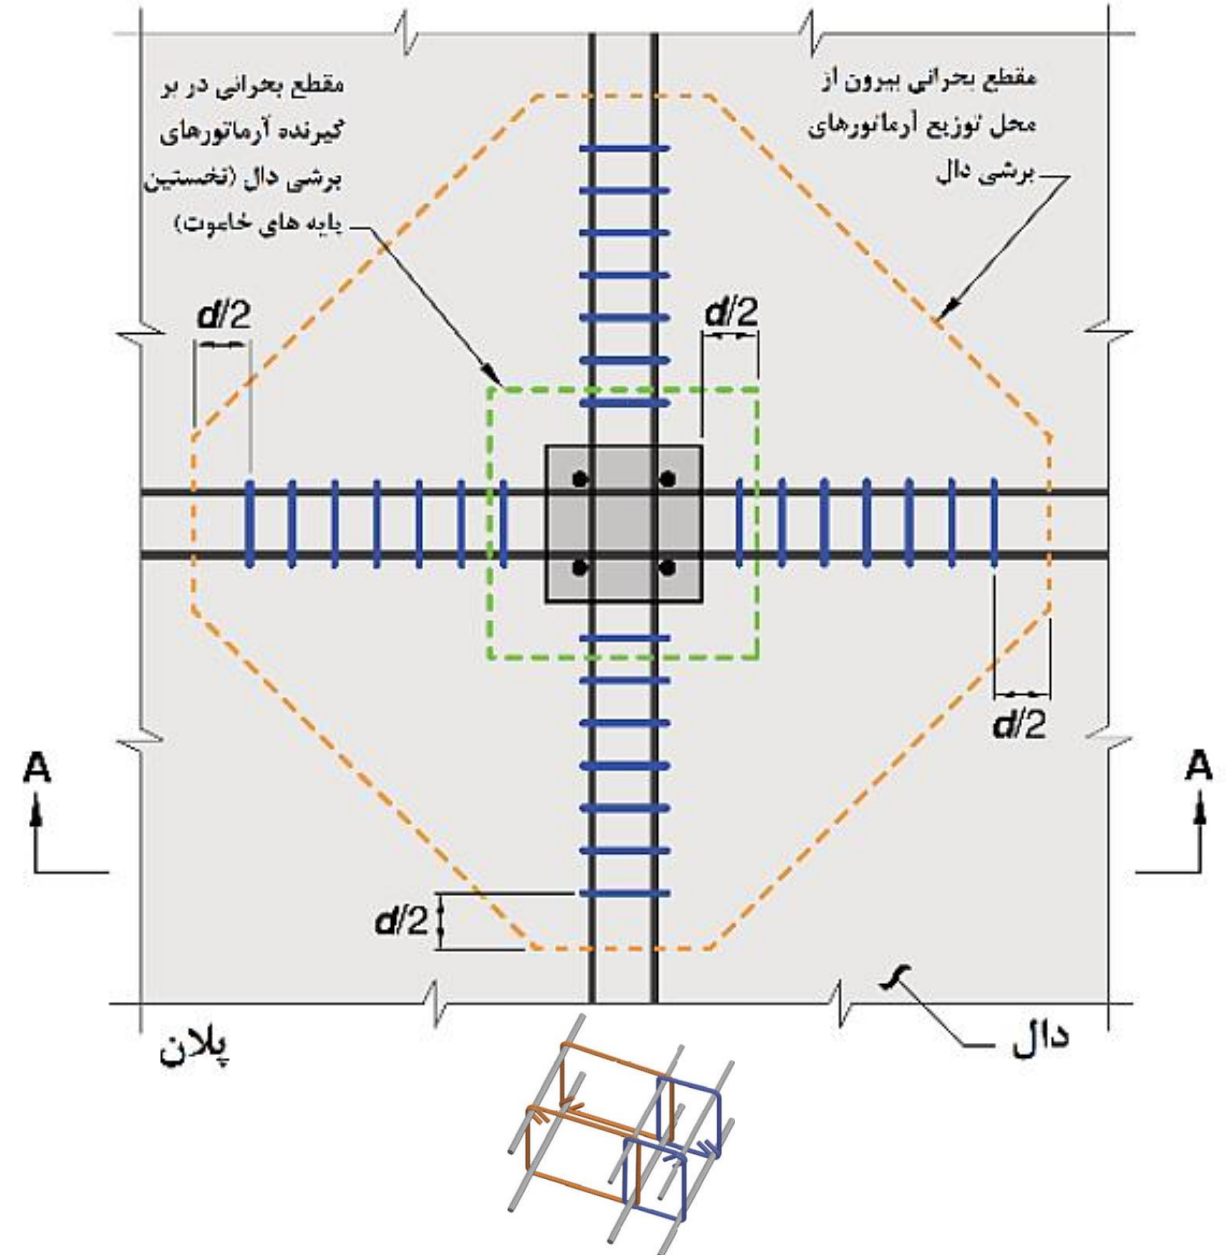 مقطع بحرانی در بر
گیرنده آرماتورهای
برشی دال (نخستین
پایه های خاموت)
مقطع بحرانی بیرون از
محل توزیع آرماتورهای
برشی دال
d/2
d/2
d/2
A
A
d/2
پلان
دال